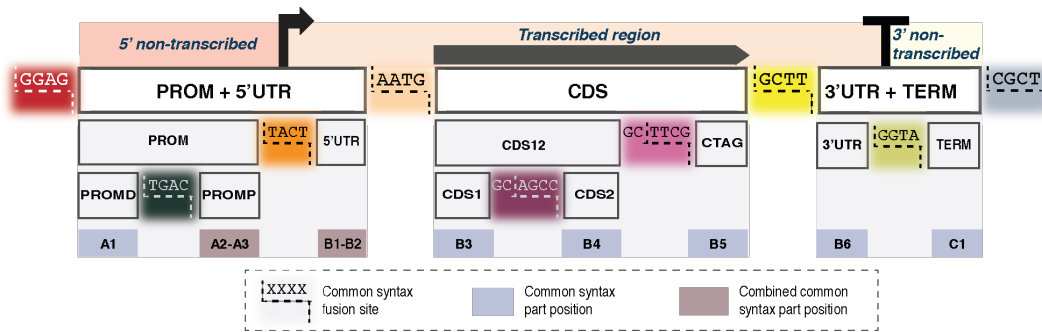 5' non-transcribed
Transcribed region
3' non-
transcribed
GGAG
PROM + 5'UTR
AATG
CDS
GCTT
3'UTR + TERM
CGCT
PROM
TACT
5'UTR
CDS12
GC TTCG
CTAG
3'UTR
GGTA
TERM
PROMD
TGAC
PROMP
CDS1
GC AGCC
CDS2
A1
A2-A3
B1-B2
B3
B4
B5
B6
C1
XXXX
Common syntax
fusion site
Common syntax
part position
Combined common
syntax part position